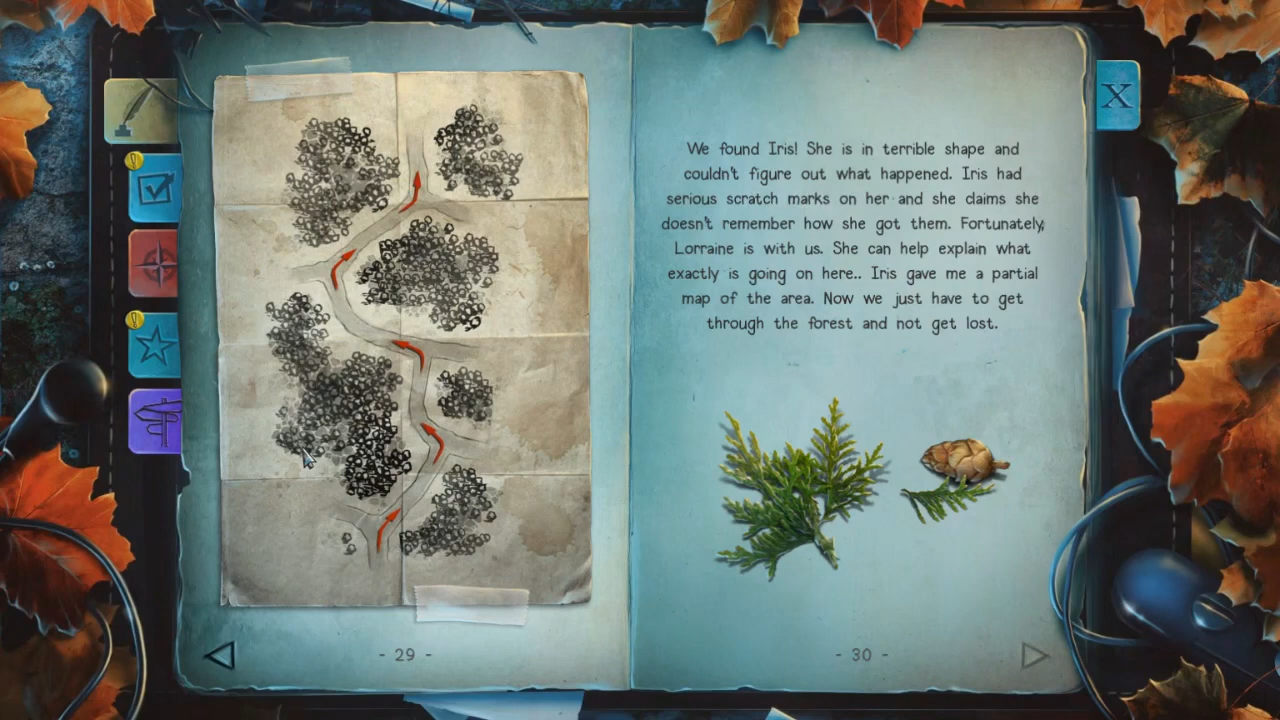 X
We found Iris! She is in terrible shape and
couldn't figure out what happened. Iris had
serious scratch marks on her and she claims she
doesn't remember how she got them. Fortunately,
Lorraine is with us. She can help explain what
exactly is going on here.. Iris gave me a partial
map of the area. Now we just have to get
through the forest and not get lost.
- 29 -
- 30 -